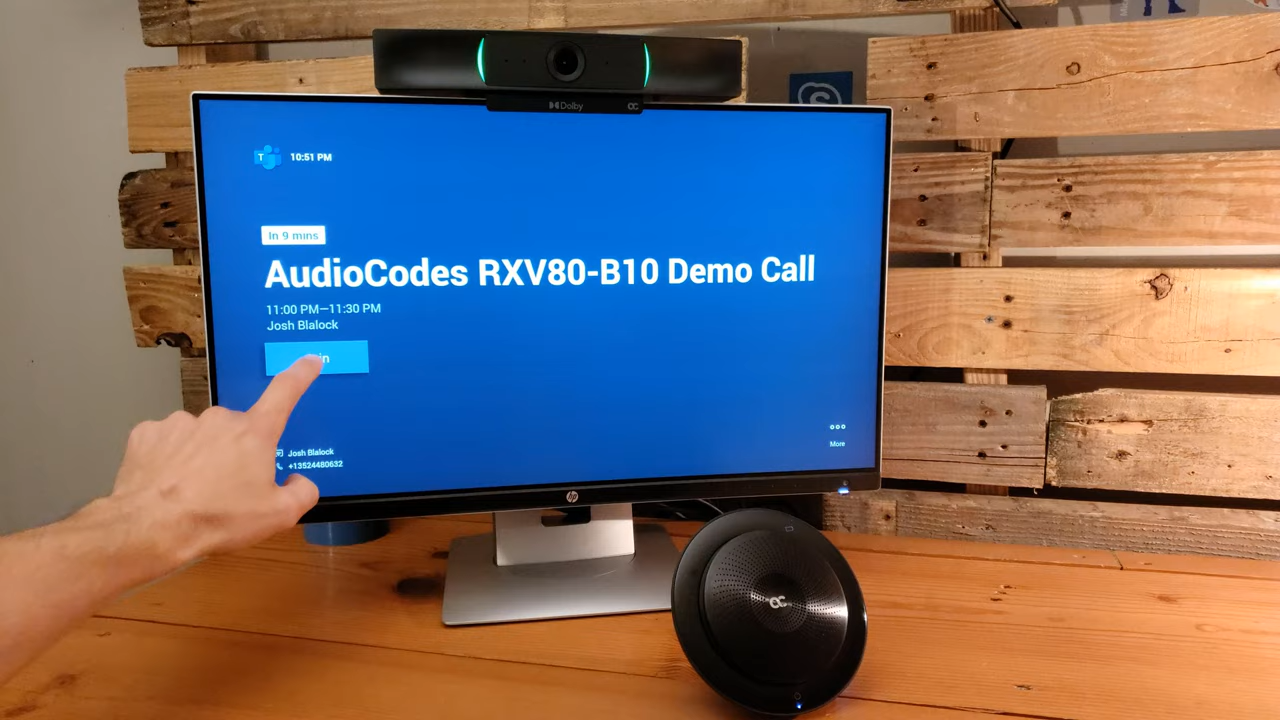 Dolby
10:51 PM
In 9 mins
AudioCodes RXV80-B10 Demo Call
11:00 PM—11:30 PM
Josh Blalock
Josh Blalock
+13524480632
More
hp